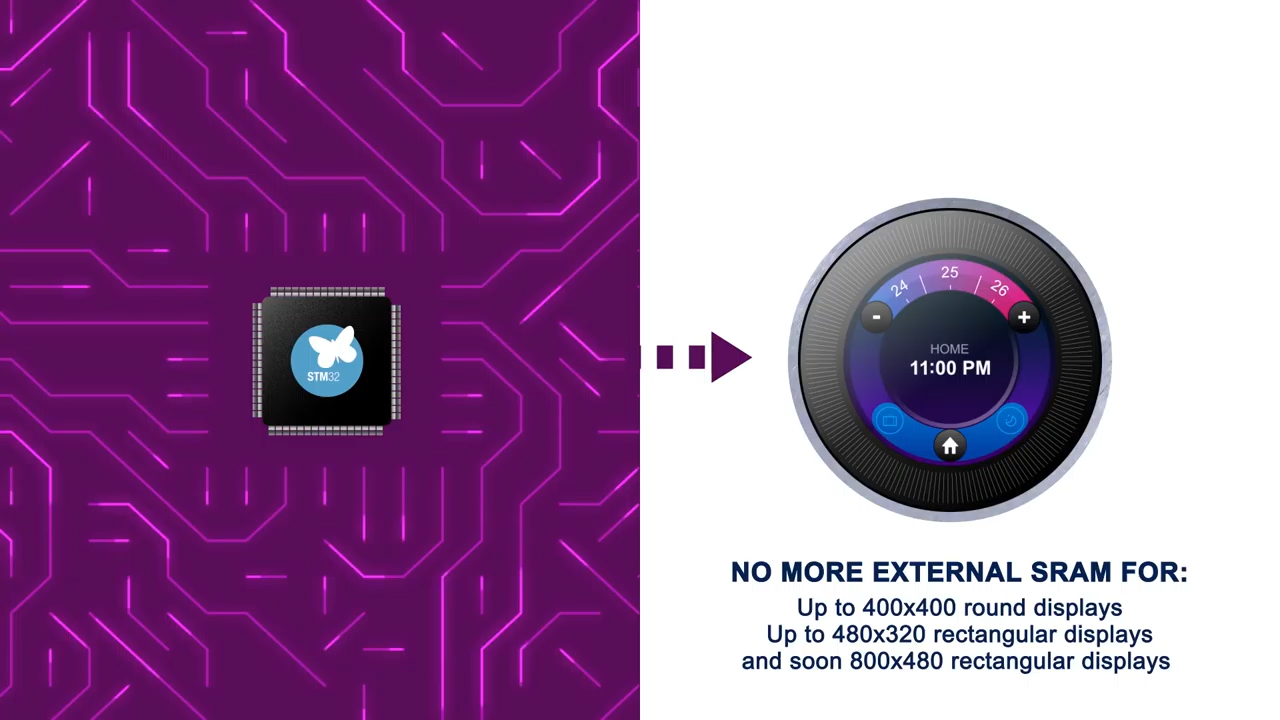 STM32
24
25
26
-
+
HOME
11:00 PM
NO MORE EXTERNAL SRAM FOR:
Up to 400x400 round displays
Up to 480x320 rectangular displays
and soon 800x480 rectangular displays